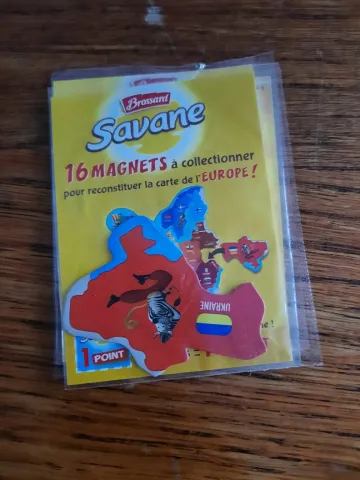 Brossard
Savane
16 MAGNETS à collectionner
pour reconstituer la carte de l'EUROPE !
UKRAINE
1 POINT